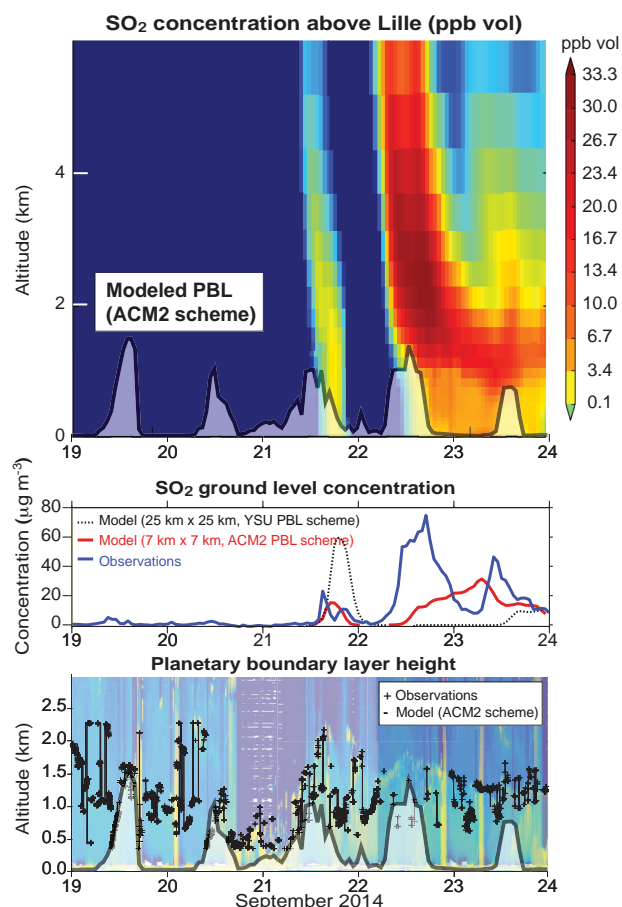 SO2 concentration above Lille (ppb vol)
ppb vol
33.3
30.0
26.7
23.4
20.0
16.7
13.4
10.0
6.7
3.4
0.1
Altitude (km)
4
2
0
Modeled PBL
(ACM2 scheme)
19 20 21 22 23 24
SO2 ground level concentration
Concentration (µg m-3)
80
60
40
20
0
Model (25 km x 25 km, YSU PBL scheme)
Model (7 km x 7 km, ACM2 PBL scheme)
Observations
19 20 21 22 23 24
Planetary boundary layer height
Altitude (km)
2.5
2.0
1.5
1.0
0.5
0.0
+ Observations
- Model (ACM2 scheme)
19 20 21 22 23 24
September 2014